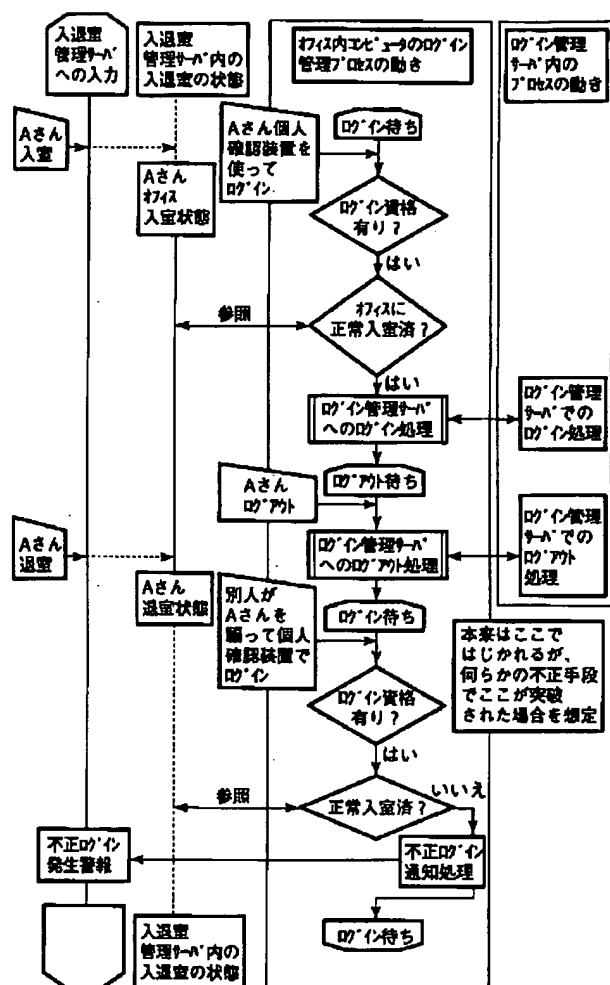 入退室
管理サーバ
への入力
入退室
管理サーバ内の
入退室の状態
オフィス内コンピュータのログイン
管理プロセスの動き
ログイン管理
サーバ内の
プロセスの動き
Aさん
入室
Aさん個人
確認装置を
使って
ログイン
ログイン待ち
Aさん
オフィス
入室状態
ログイン資格
有り?
はい
参照
オフィスに
正常入室済?
はい
ログイン管理サーバ
へのログイン処理
ログイン管理
サーバでの
ログイン処理
Aさん
ログアウト
ログアウト待ち
Aさん
退室
ログイン管理サーバ
へのログアウト処理
ログイン管理
サーバでの
ログアウト
処理
Aさん
退室状態
別人が
Aさんを
騙って個人
確認装置で
ログイン
ログイン待ち
本来はここで
はじかれるが、
何らかの不正手段
でここが突破
された場合を想定
ログイン資格
有り?
はい
参照
正常入室済?
いいえ
不正ログイン
発生警報
不正ログイン
通知処理
ログイン待ち
入退室
管理サーバ内の
入退室の状態